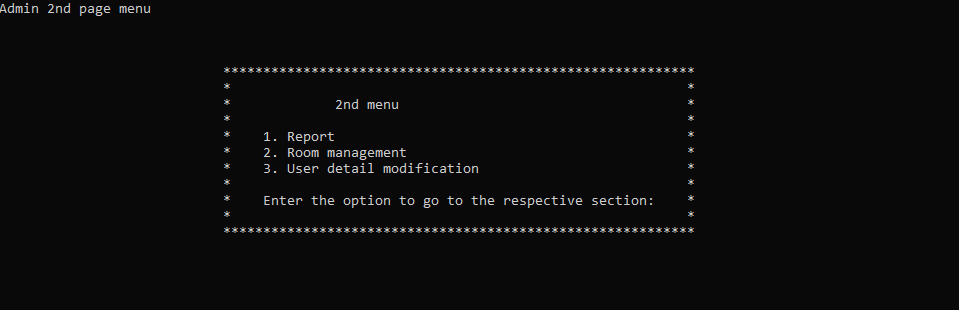 Admin 2nd page menu
***********************************************************
* *
* 2nd menu *
* *
* 1. Report *
* 2. Room management *
* 3. User detail modification *
* *
* Enter the option to go to the respective section: *
* *
***********************************************************